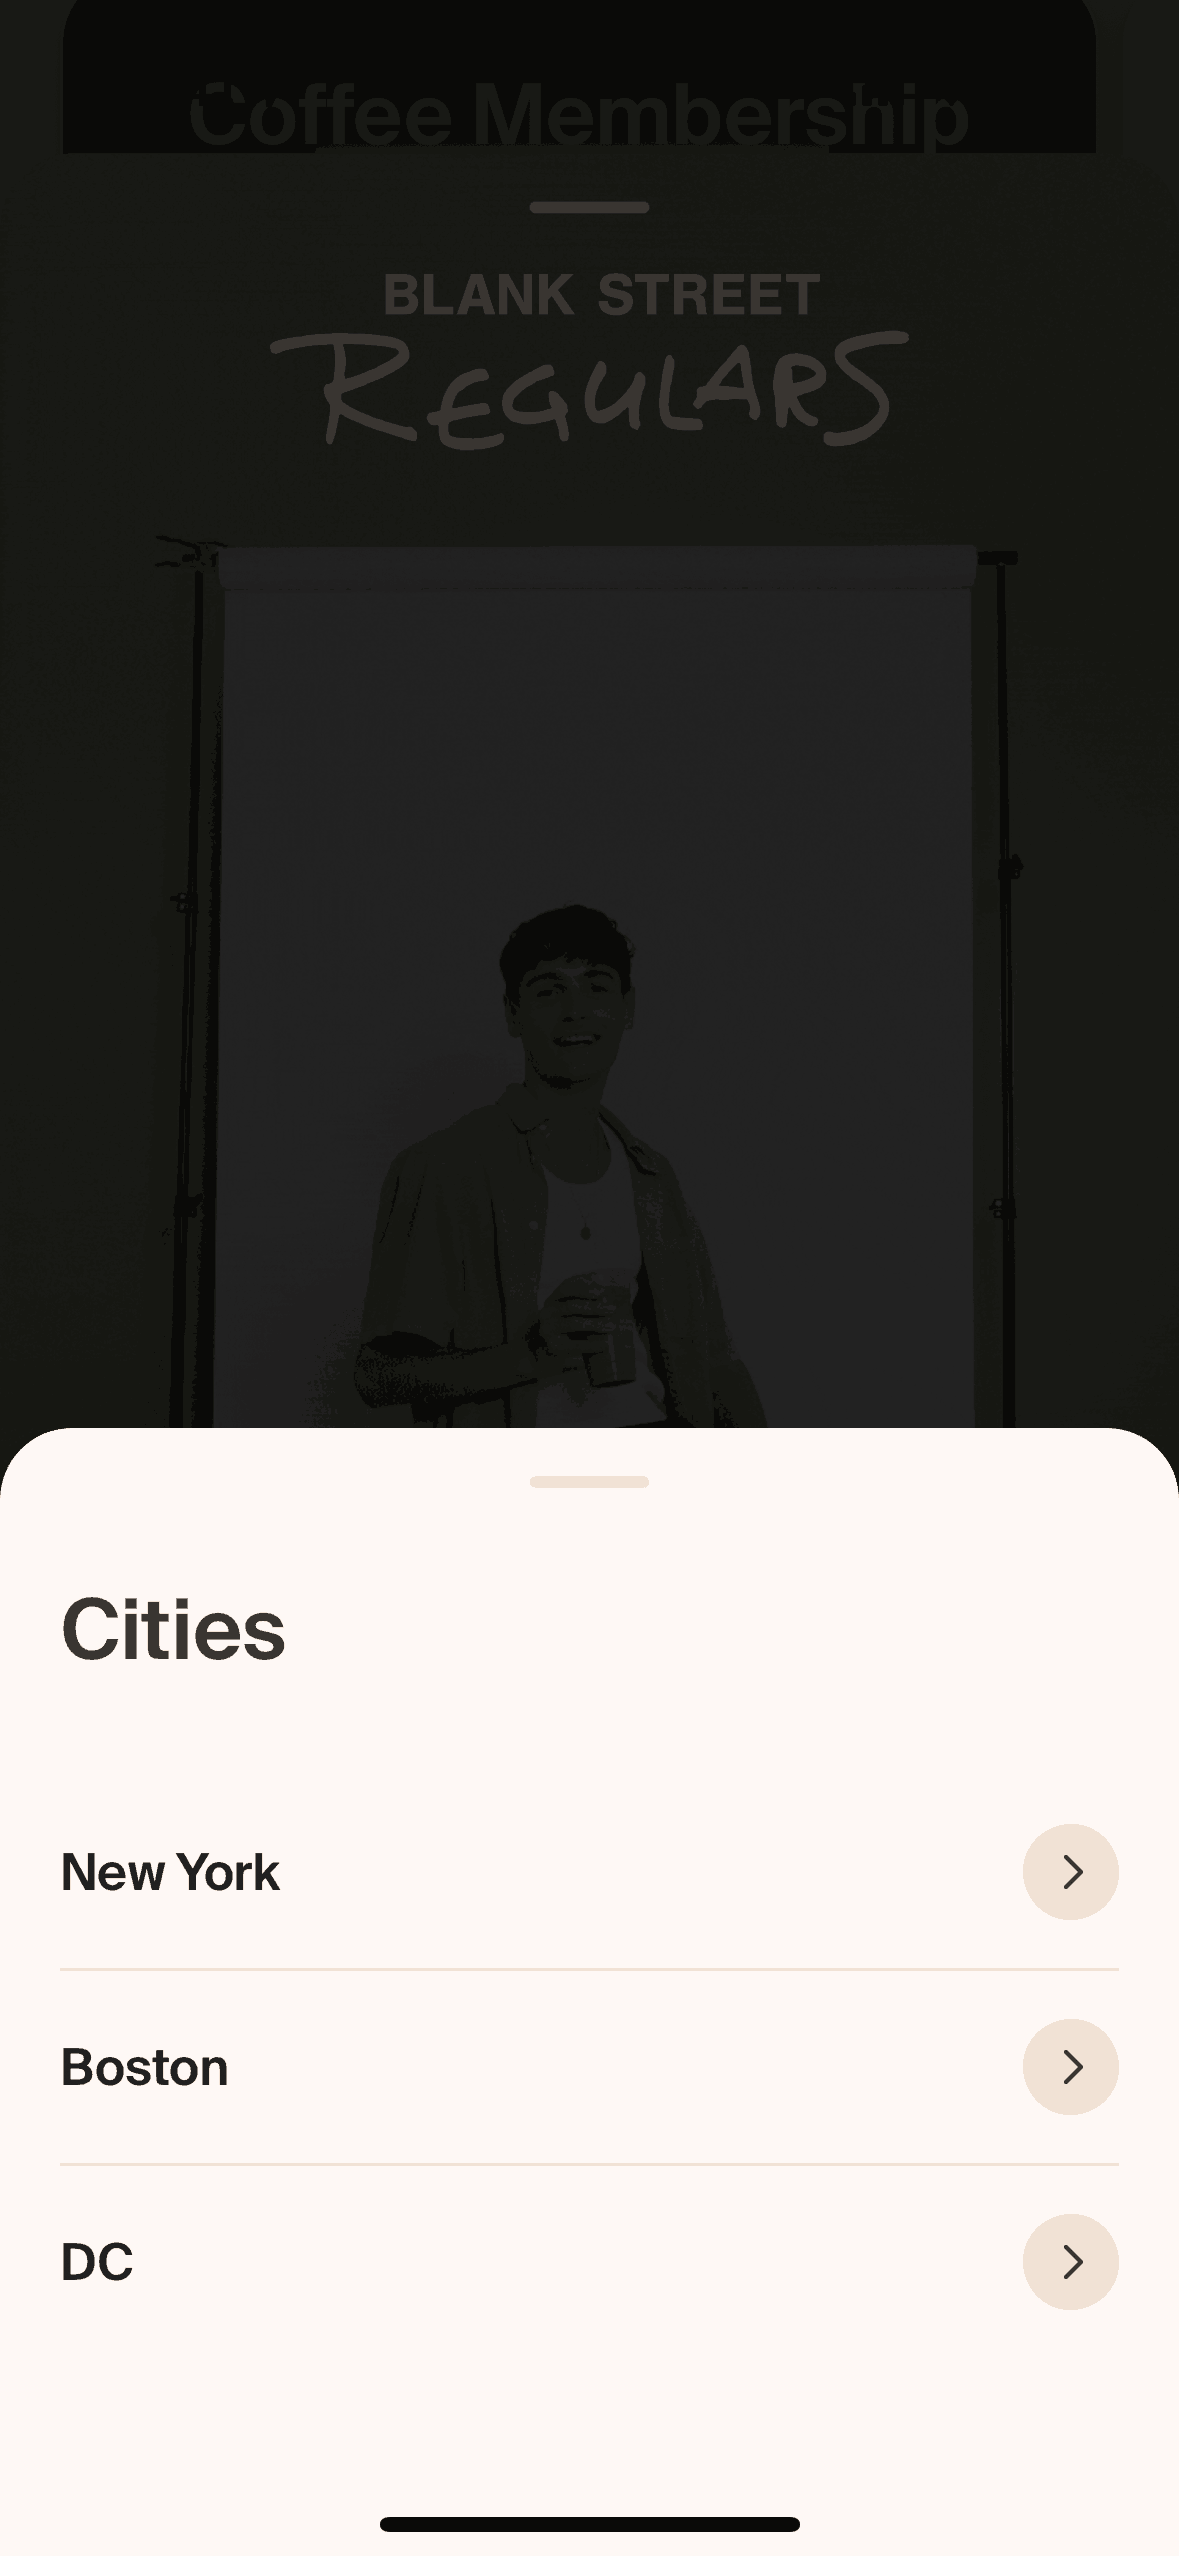 Coffee Membership
BLANK STREET
REGULARS
Cities
New York
Boston
DC